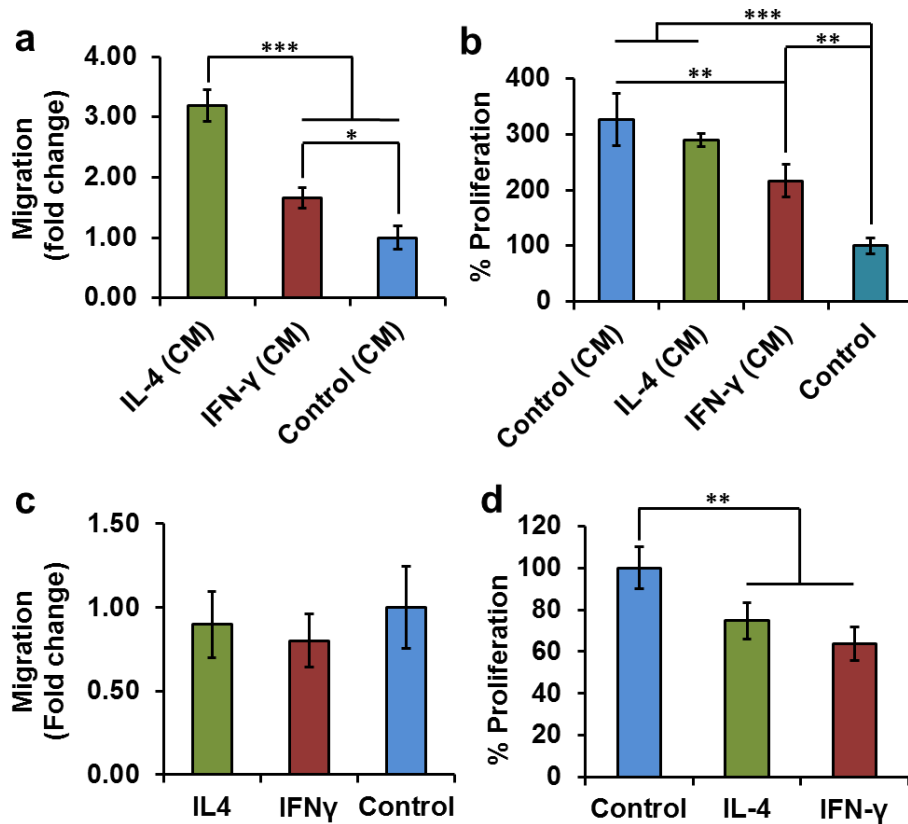 a
***
*
Migration
(fold change)
4.00
3.00
2.00
1.00
0.00
IL-4 (CM)
IFN-γ (CM)
Control (CM)
b
***
**
**
% Proliferation
400
300
200
100
0
Control (CM)
IL-4 (CM)
IFN-γ (CM)
Control
c
Migration
(Fold change)
1.50
1.00
0.50
0.00
IL4
IFNγ
Control
d
**
% Proliferation
120
100
80
60
40
20
0
Control
IL-4
IFN-γ